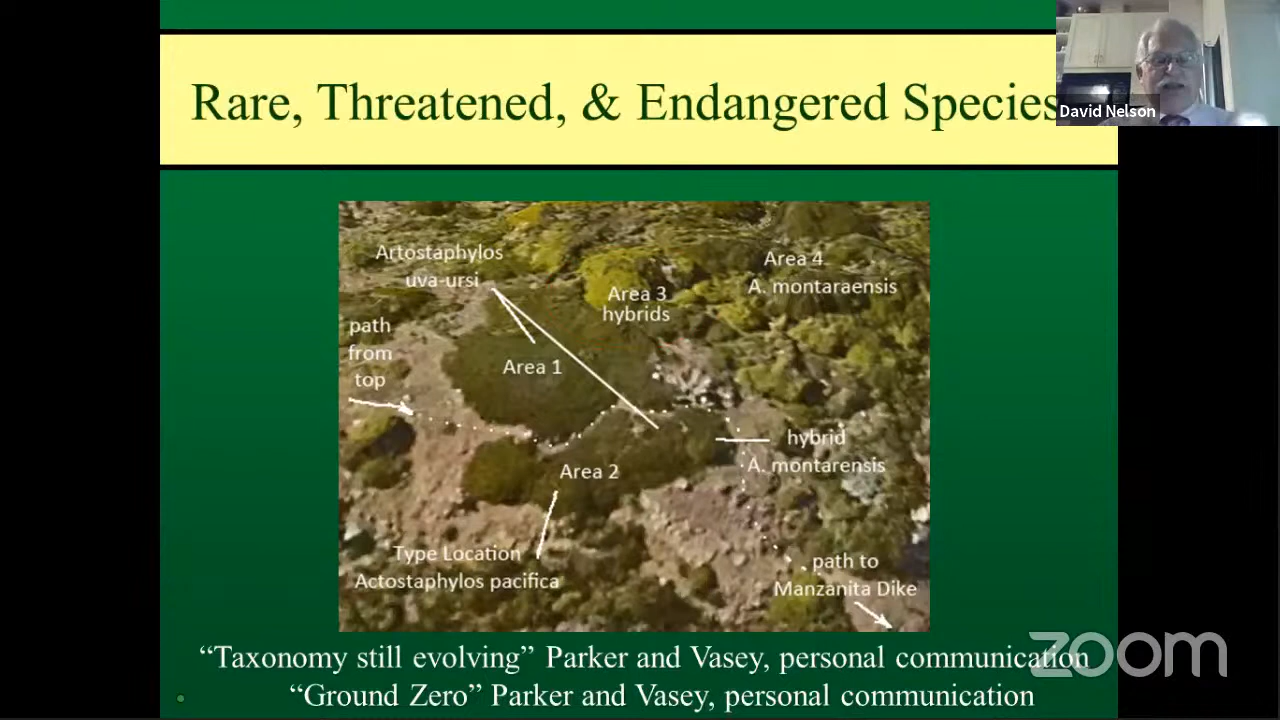 Rare, Threatened, & Endangered Species
David Nelson
Artostaphylos
uva-ursi
Area 4
A. montaraensis
Area 3
hybrids
path
from
top
Area 1
hybrid
A. montarensis
Area 2
Type Location
Actostaphylos pacifica
path to
Manzanita Dike
“Taxonomy still evolving” Parker and Vasey, personal communication
“Ground Zero” Parker and Vasey, personal communication
zoom